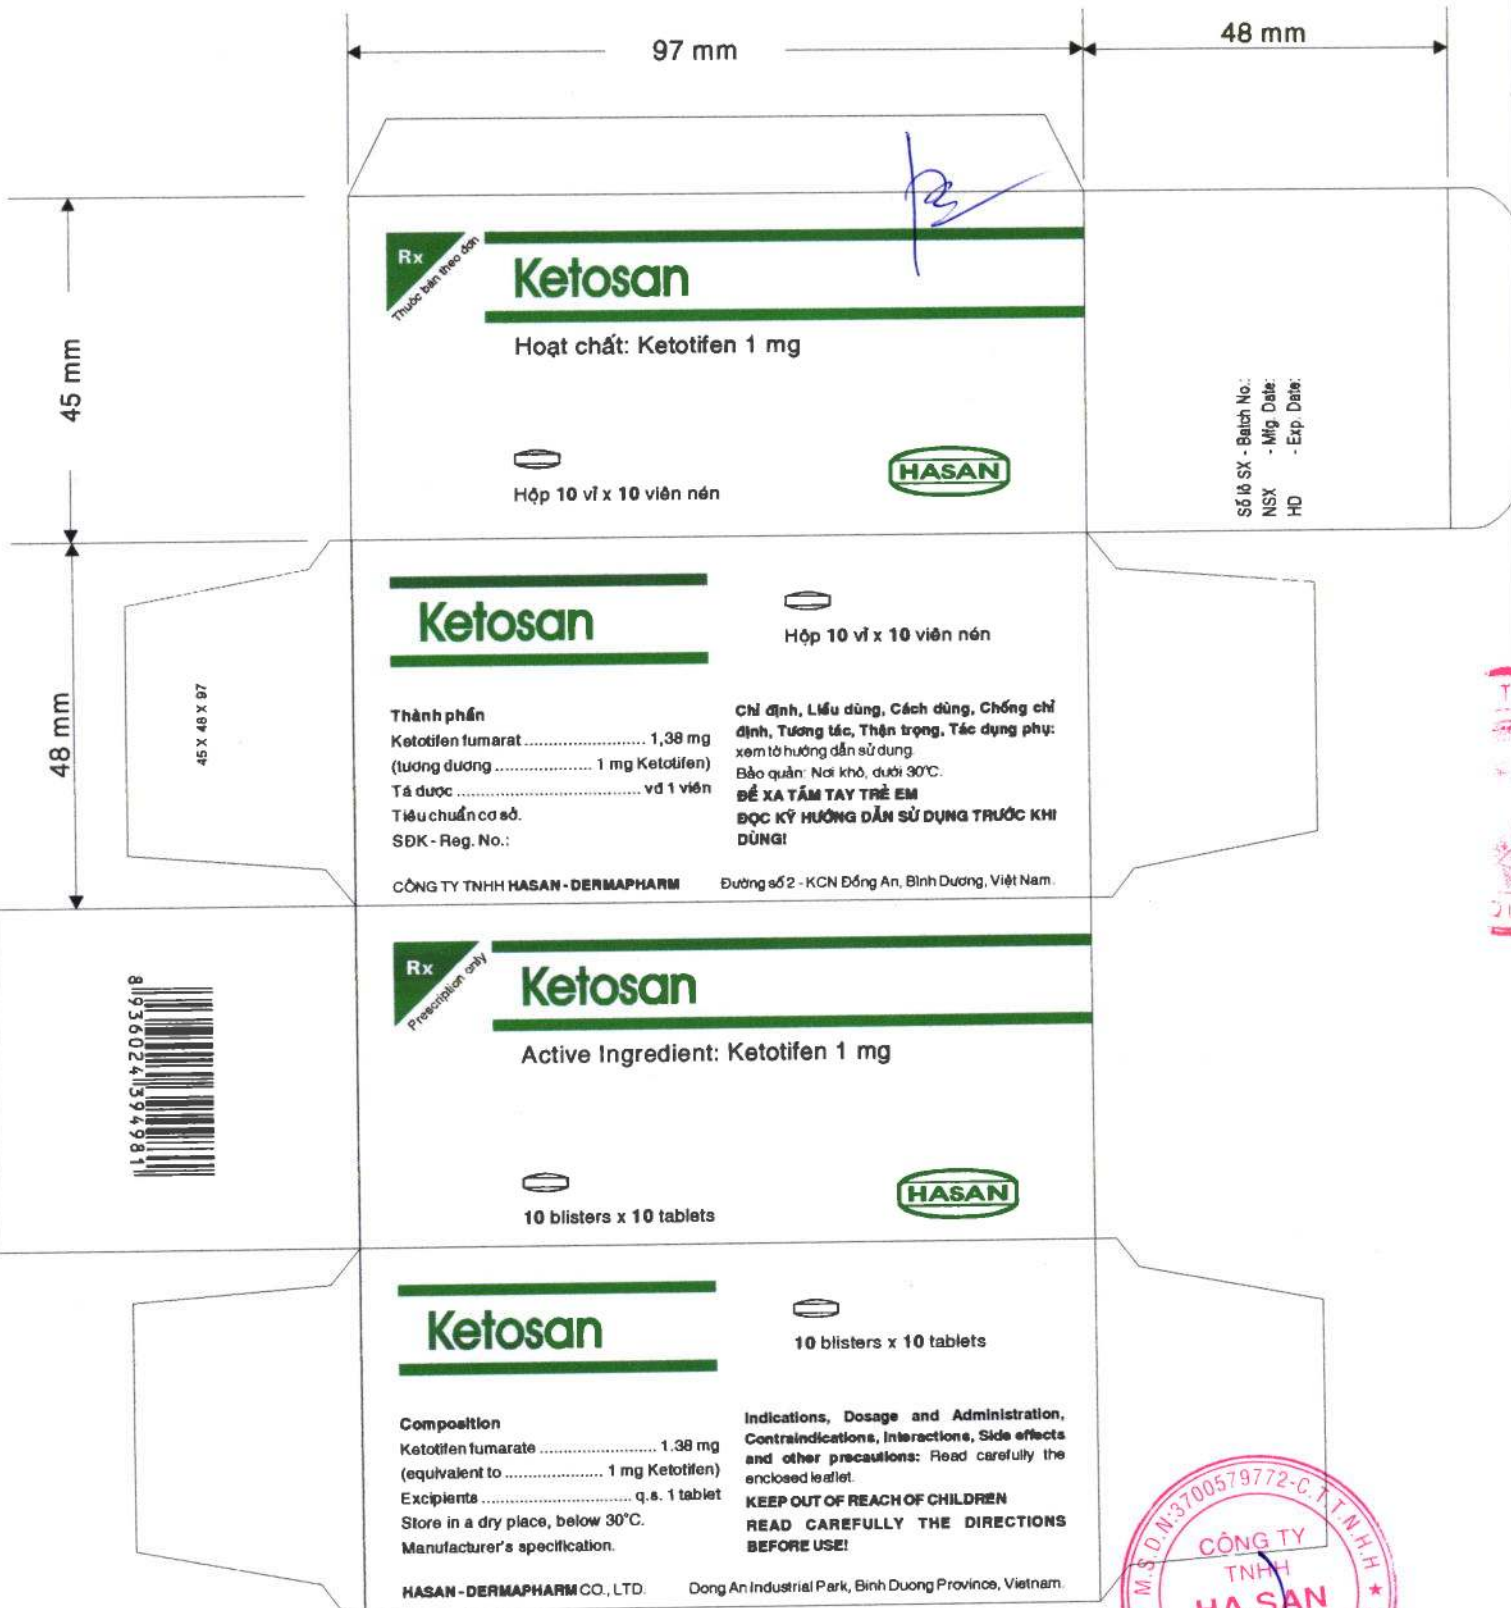 97 mm
48 mm
45 mm
48 mm
Rx
Thuốc bán theo đơn
Ketosan
Hoạt chất: Ketotifen 1 mg
Hộp 10 vỉ x 10 viên nén
HASAN
Số lô SX - Batch No.:
NSX - Mfg. Date:
HD - Exp. Date:
Ketosan
Hộp 10 vỉ x 10 viên nén
45 X 48 X 97
Thành phần
Ketotifen fumarat ........................ 1,38 mg
(tương đương ................... 1 mg Ketotifen)
Tá dược ..................................... vđ 1 viên
Tiêu chuẩn cơ sở.
SĐK - Reg. No.:
Chỉ định, Liều dùng, Cách dùng, Chống chỉ
định, Tương tác, Thận trọng, Tác dụng phụ:
xem tờ hướng dẫn sử dụng.
Bảo quản: Nơi khô, dưới 30°C.
ĐỂ XA TẦM TAY TRẺ EM
ĐỌC KỸ HƯỚNG DẪN SỬ DỤNG TRƯỚC KHI
DÙNG!
CÔNG TY TNHH HASAN - DERMAPHARM
Đường số 2 - KCN Đồng An, Bình Dương, Việt Nam.
8 936024 394981
Rx
Prescription only
Ketosan
Active Ingredient: Ketotifen 1 mg
10 blisters x 10 tablets
HASAN
Ketosan
10 blisters x 10 tablets
Composition
Ketotifen fumarate ....................... 1.38 mg
(equivalent to .................... 1 mg Ketotifen)
Excipients .............................. q.s. 1 tablet
Store in a dry place, below 30°C.
Manufacturer's specification.
Indications, Dosage and Administration,
Contraindications, Interactions, Side effects
and other precautions: Read carefully the
enclosed leaflet.
KEEP OUT OF REACH OF CHILDREN
READ CAREFULLY THE DIRECTIONS
BEFORE USE!
HASAN - DERMAPHARM CO., LTD.
Dong An Industrial Park, Binh Duong Province, Vietnam.
M.S.D.N:3700579772-C.T.T.N.H.H
CÔNG TY
TNHH
HA SAN